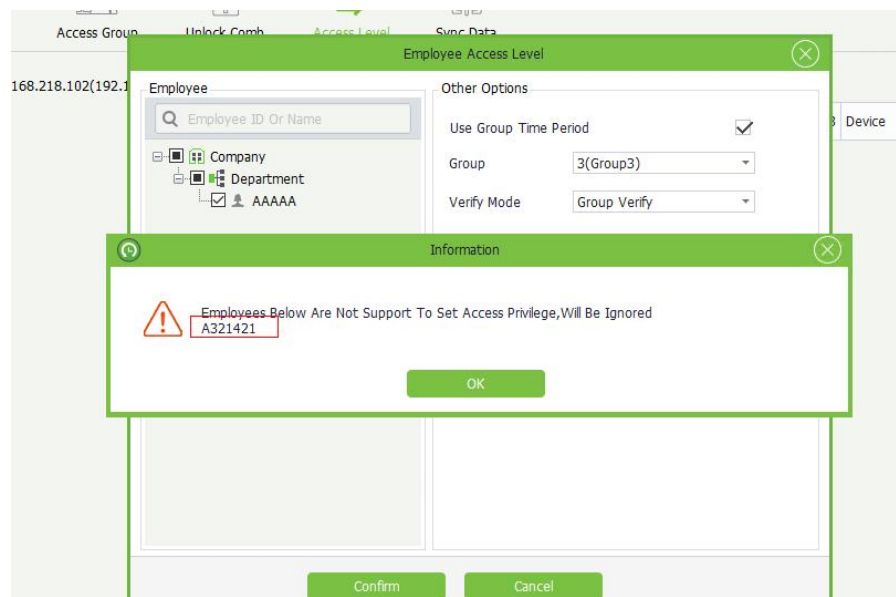 Access Group Unlock Comb Access Level Sync Data
Employee Access Level
168.218.102(192.1
Employee
Other Options
Employee ID Or Name
Use Group Time Period
3 Device
Company
Group 3(Group3)
Department
AAAAA
Verify Mode Group Verify
Information
Employees Below Are Not Support To Set Access Privilege,Will Be Ignored
A321421
OK
Confirm Cancel